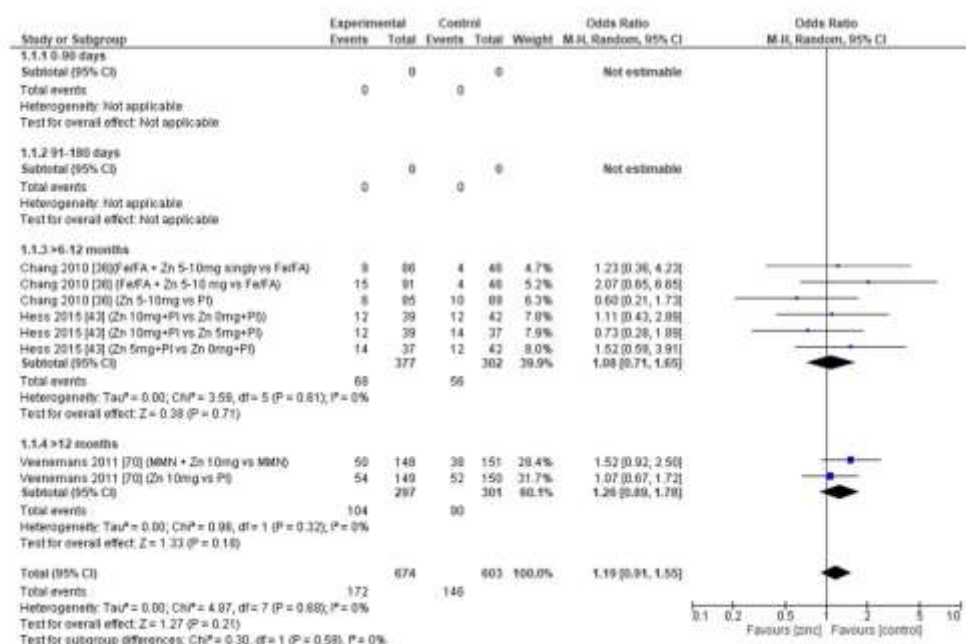 Experimental Control Odds Ratio Odds Ratio
Study or Subgroup Events Total Events Total Weight M-H, Random, 95% CI M-H, Random, 95% CI
1.1.1 0-90 days
Subtotal (95% CI) 0 0 Not estimable
Total events 0 0
Heterogeneity: Not applicable
Test for overall effect: Not applicable
1.1.2 91-180 days
Subtotal (95% CI) 0 0 Not estimable
Total events 0 0
Heterogeneity: Not applicable
Test for overall effect: Not applicable
1.1.3 >6-12 months
Chang 2010 [36](Fe/FA + Zn 5-10mg singly vs Fe/FA) 4 4.7% 1.23 [0.36, 4.23]
Chang 2010 [36] (Fe/FA + Zn 5-10 mg vs Fe/FA) 15 4 5.2% 2.07 [0.65, 6.65]
Chang 2010 [36] (Zn 5-10mg vs Pl) 8 10 6.3% 0.60 [0.21, 1.73]
Hess 2015 [43] (Zn 10mg+Pl vs Zn 0mg+Pl)) 12 39 12 42 7.8% 1.11 [0.43, 2.89]
Hess 2015 [43] (Zn 10mg+Pl vs Zn 5mg+Pl) 12 39 14 37 7.9% 0.73 [0.28, 1.89]
Hess 2015 [43] (Zn 5mg+Pl vs Zn 0mg+Pl) 14 37 12 42 8.0% 1.52 [0.59, 3.91]
Subtotal (95% CI) 377 302 39.9% 1.08 [0.71, 1.65]
Total events 68 56
Heterogeneity: Tau² = 0.00; Chi² = 3.59, df = 5 (P = 0.61); I² = 0%
Test for overall effect: Z = 0.38 (P = 0.71)
1.1.4 >12 months
Veenemans 2011 [70] (MMN + Zn 10mg vs MMN) 50 148 38 151 28.4% 1.52 [0.92, 2.50]
Veenemans 2011 [70] (Zn 10mg vs Pl) 54 149 52 150 31.7% 1.07 [0.67, 1.72]
Subtotal (95% CI) 297 301 60.1% 1.26 [0.89, 1.78]
Total events 104 90
Heterogeneity: Tau² = 0.00; Chi² = 0.98, df = 1 (P = 0.32); I² = 0%
Test for overall effect: Z = 1.33 (P = 0.18)
Total (95% CI) 674 603 100.0% 1.19 [0.91, 1.55]
Total events 172 146
Heterogeneity: Tau² = 0.00; Chi² = 4.87, df = 7 (P = 0.68); I² = 0%
Test for overall effect: Z = 1.27 (P = 0.21)
Test for subgroup differences: Chi² = 0.30, df = 1 (P = 0.58), I² = 0%
0.1 0.2 0.5 1 2 5 10
Favours [zinc] Favours [control]